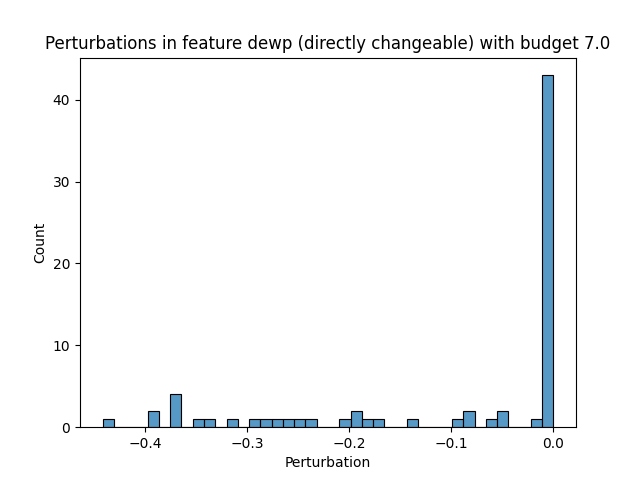 Perturbations in feature dewp (directly changeable) with budget 7.0
Count
40
30
20
10
0
−0.4 −0.3 −0.2 −0.1 0.0
Perturbation